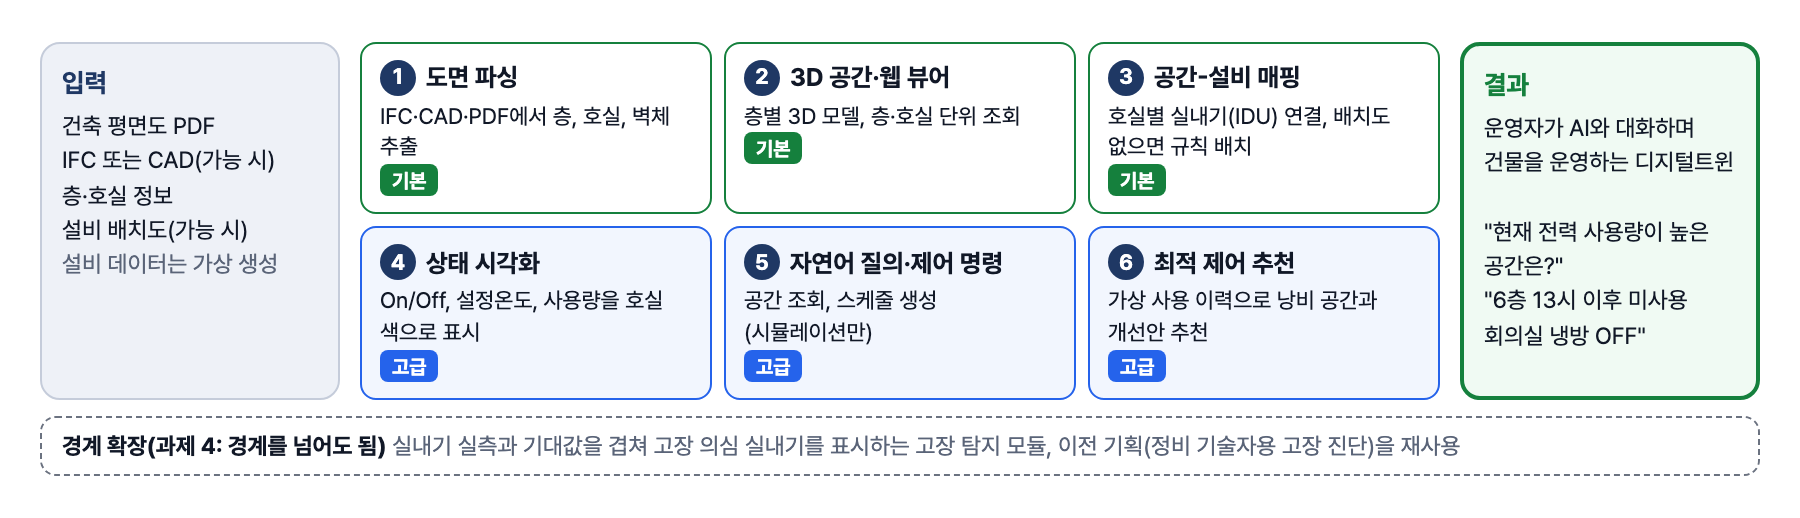 입력
건축 평면도 PDF
IFC 또는 CAD(가능 시)
층·호실 정보
설비 배치도(가능 시)
설비 데이터는 가상 생성
1 도면 파싱
IFC·CAD·PDF에서 층, 호실, 벽체
추출
기본
2 3D 공간·웹 뷰어
층별 3D 모델, 층·호실 단위 조회
기본
3 공간-설비 매핑
호실별 실내기(IDU) 연결, 배치도
없으면 규칙 배치
기본
4 상태 시각화
On/Off, 설정온도, 사용량을 호실
색으로 표시
고급
5 자연어 질의·제어 명령
공간 조회, 스케줄 생성
(시뮬레이션만)
고급
6 최적 제어 추천
가상 사용 이력으로 낭비 공간과
개선안 추천
고급
결과
운영자가 AI와 대화하며
건물을 운영하는 디지털트윈
"현재 전력 사용량이 높은
공간은?"
"6층 13시 이후 미사용
회의실 냉방 OFF"
경계 확장(과제 4: 경계를 넘어도 됨) 실내기 실측과 기대값을 겹쳐 고장 의심 실내기를 표시하는 고장 탐지 모듈, 이전 기획(정비 기술자용 고장 진단)을 재사용